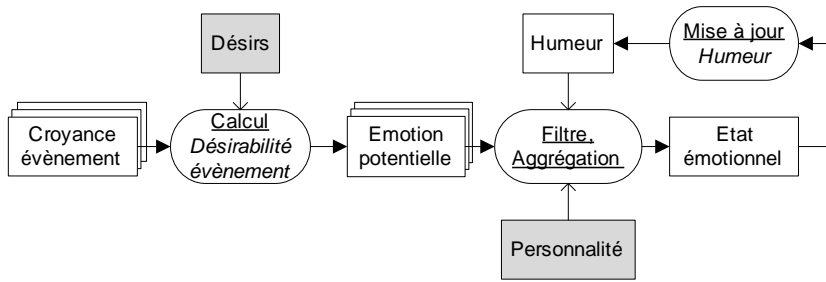 Désirs
Humeur
Mise à jour
Humeur
Croyance
évènement
Calcul
Désirabilité
évènement
Emotion
potentielle
Filtre,
Aggrégation
Etat
émotionnel
Personnalité